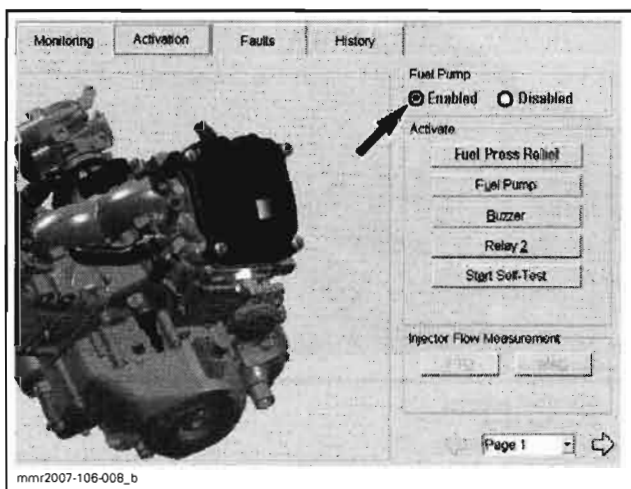 Monitoring
Activation
Faults
History
Fuel Pump
Enabled
Disabled
Activate
Fuel Press Relief
Fuel Pump
Buzzer
Relay 2
Start Self-Test
Injector Flow Measurement
Page 1
mmr2007-106-008_b